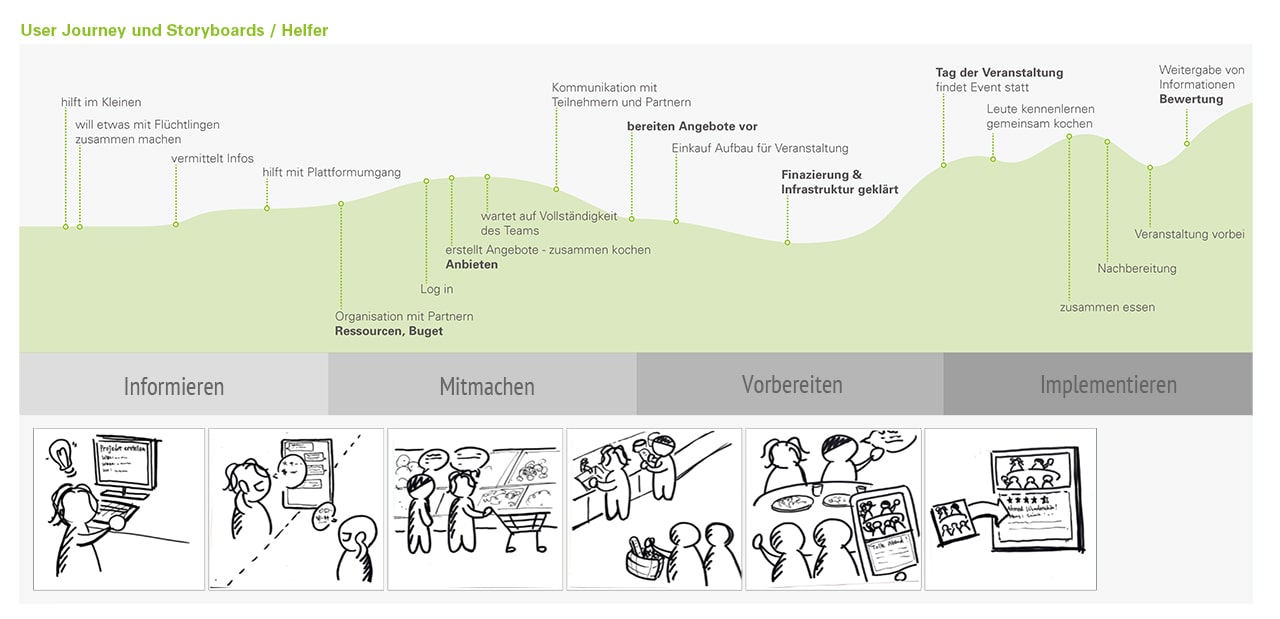 User Journey und Storyboards / Helfer
hilft im Kleinen
will etwas mit Flüchtlingen
zusammen machen
vermittelt Infos
hilft mit Plattformumgang
Organisation mit Partnern
Ressourcen, Buget
Log in
erstellt Angebote - zusammen kochen
Anbieten
wartet auf Vollständigkeit
des Teams
Kommunikation mit
Teilnehmern und Partnern
bereiten Angebote vor
Einkauf Aufbau für Veranstaltung
Finazierung &
Infrastruktur geklärt
Tag der Veranstaltung
findet Event statt
Leute kennenlernen
gemeinsam kochen
zusammen essen
Nachbereitung
Veranstaltung vorbei
Weitergabe von
Informationen
Bewertung
Informieren
Mitmachen
Vorbereiten
Implementieren
Projekt erstellen